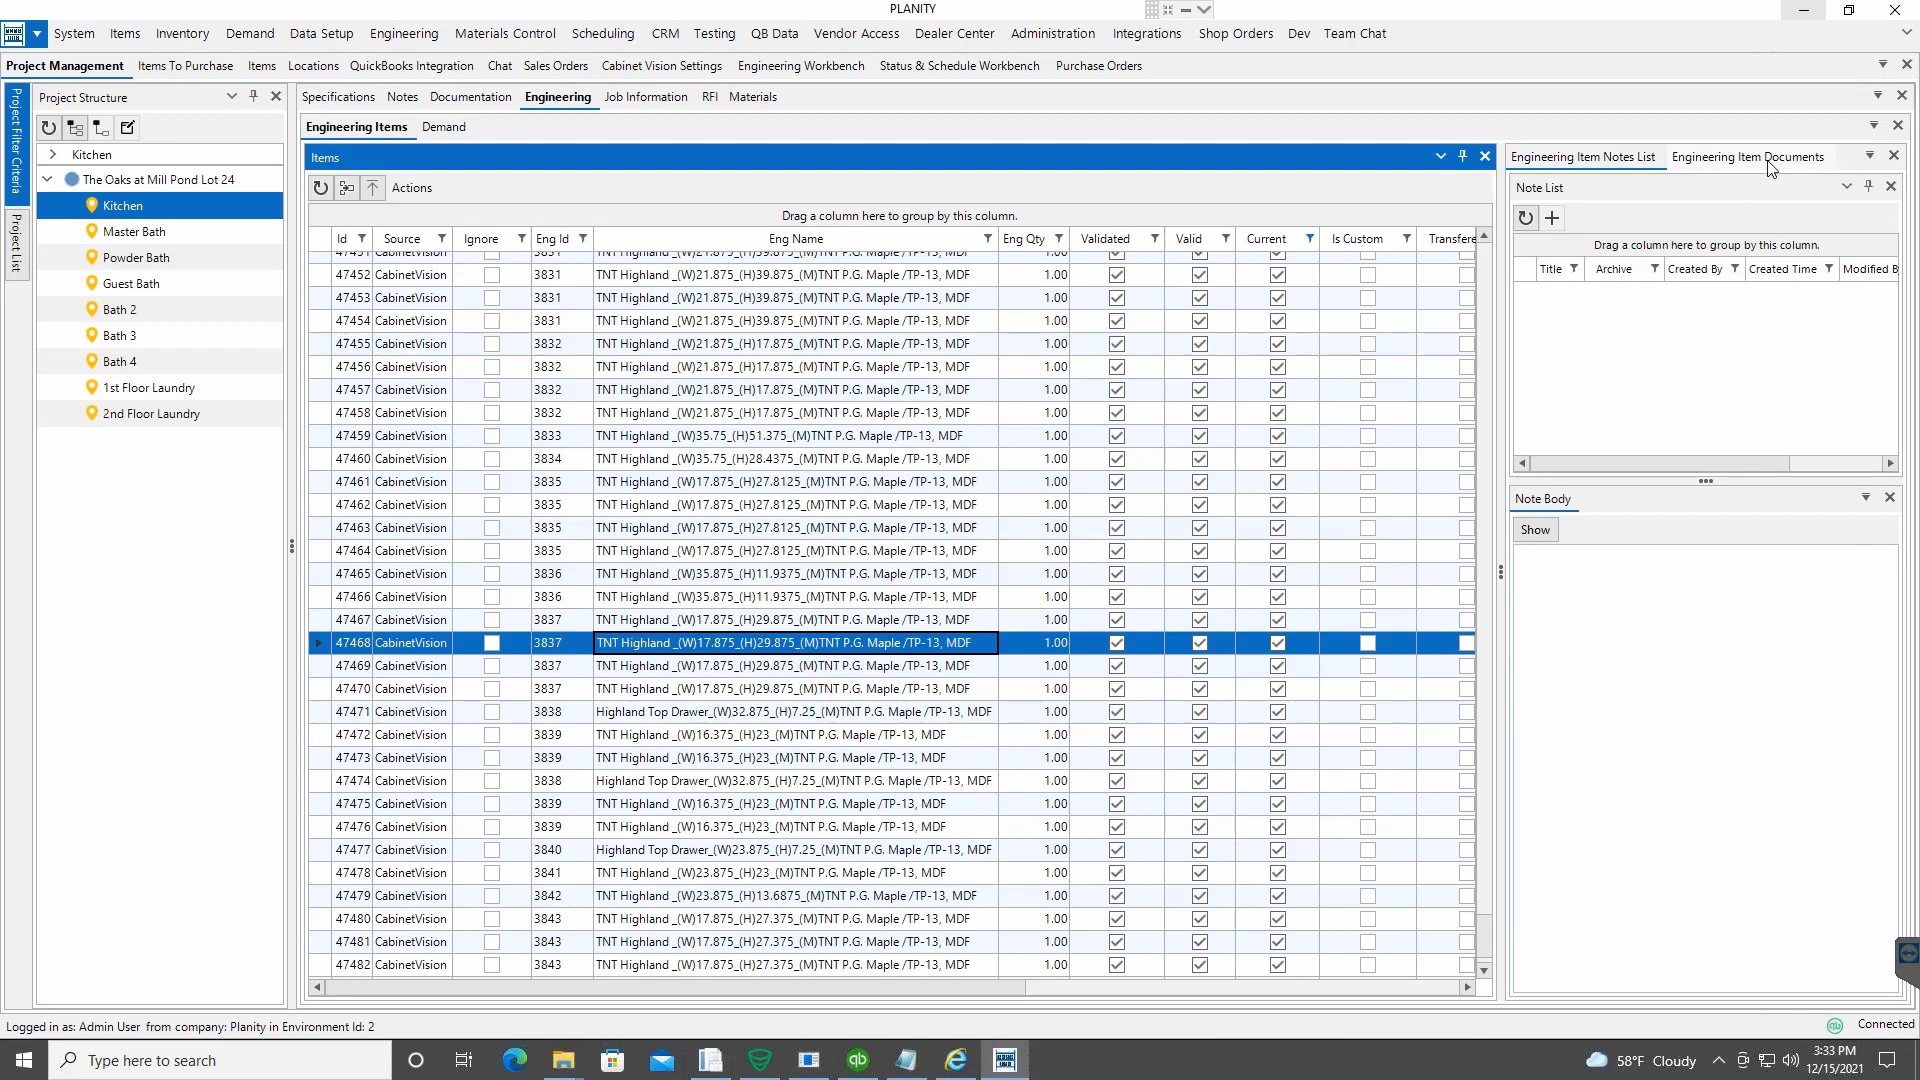 PLANITY
System Items Inventory Demand Data Setup Engineering Materials Control Scheduling CRM Testing QB Data Vendor Access Dealer Center Administration Integrations Shop Orders Dev Team Chat
Project Management Items To Purchase Items Locations QuickBooks Integration Chat Sales Orders Cabinet Vision Settings Engineering Workbench Status & Schedule Workbench Purchase Orders
Project Filter Criteria
Project List
Project Structure
Kitchen
The Oaks at Mill Pond Lot 24
Kitchen
Master Bath
Powder Bath
Guest Bath
Bath 2
Bath 3
Bath 4
1st Floor Laundry
2nd Floor Laundry
Specifications Notes Documentation Engineering Job Information RFI Materials
Engineering Items Demand
Items
Actions
Drag a column here to group by this column.
Id Source Ignore Eng Id Eng Name Eng Qty Validated Valid Current Is Custom Transfere
47451 CabinetVision 3831 TNT Highland _(W)21.875_(H)39.875_(M)TNT P.G. Maple /TP-13, MDF 1.00
47452 CabinetVision 3831 TNT Highland _(W)21.875_(H)39.875_(M)TNT P.G. Maple /TP-13, MDF 1.00
47453 CabinetVision 3831 TNT Highland _(W)21.875_(H)39.875_(M)TNT P.G. Maple /TP-13, MDF 1.00
47454 CabinetVision 3831 TNT Highland _(W)21.875_(H)39.875_(M)TNT P.G. Maple /TP-13, MDF 1.00
47455 CabinetVision 3832 TNT Highland _(W)21.875_(H)17.875_(M)TNT P.G. Maple /TP-13, MDF 1.00
47456 CabinetVision 3832 TNT Highland _(W)21.875_(H)17.875_(M)TNT P.G. Maple /TP-13, MDF 1.00
47457 CabinetVision 3832 TNT Highland _(W)21.875_(H)17.875_(M)TNT P.G. Maple /TP-13, MDF 1.00
47458 CabinetVision 3832 TNT Highland _(W)21.875_(H)17.875_(M)TNT P.G. Maple /TP-13, MDF 1.00
47459 CabinetVision 3833 TNT Highland _(W)35.75_(H)51.375_(M)TNT P.G. Maple /TP-13, MDF 1.00
47460 CabinetVision 3834 TNT Highland _(W)35.75_(H)28.4375_(M)TNT P.G. Maple /TP-13, MDF 1.00
47461 CabinetVision 3835 TNT Highland _(W)17.875_(H)27.8125_(M)TNT P.G. Maple /TP-13, MDF 1.00
47462 CabinetVision 3835 TNT Highland _(W)17.875_(H)27.8125_(M)TNT P.G. Maple /TP-13, MDF 1.00
47463 CabinetVision 3835 TNT Highland _(W)17.875_(H)27.8125_(M)TNT P.G. Maple /TP-13, MDF 1.00
47464 CabinetVision 3835 TNT Highland _(W)17.875_(H)27.8125_(M)TNT P.G. Maple /TP-13, MDF 1.00
47465 CabinetVision 3836 TNT Highland _(W)35.875_(H)11.9375_(M)TNT P.G. Maple /TP-13, MDF 1.00
47466 CabinetVision 3836 TNT Highland _(W)35.875_(H)11.9375_(M)TNT P.G. Maple /TP-13, MDF 1.00
47467 CabinetVision 3837 TNT Highland _(W)17.875_(H)29.875_(M)TNT P.G. Maple /TP-13, MDF 1.00
47468 CabinetVision 3837 TNT Highland _(W)17.875_(H)29.875_(M)TNT P.G. Maple /TP-13, MDF 1.00
47469 CabinetVision 3837 TNT Highland _(W)17.875_(H)29.875_(M)TNT P.G. Maple /TP-13, MDF 1.00
47470 CabinetVision 3837 TNT Highland _(W)17.875_(H)29.875_(M)TNT P.G. Maple /TP-13, MDF 1.00
47471 CabinetVision 3838 Highland Top Drawer_(W)32.875_(H)7.25_(M)TNT P.G. Maple /TP-13, MDF 1.00
47472 CabinetVision 3839 TNT Highland _(W)16.375_(H)23_(M)TNT P.G. Maple /TP-13, MDF 1.00
47473 CabinetVision 3839 TNT Highland _(W)16.375_(H)23_(M)TNT P.G. Maple /TP-13, MDF 1.00
47474 CabinetVision 3838 Highland Top Drawer_(W)32.875_(H)7.25_(M)TNT P.G. Maple /TP-13, MDF 1.00
47475 CabinetVision 3839 TNT Highland _(W)16.375_(H)23_(M)TNT P.G. Maple /TP-13, MDF 1.00
47476 CabinetVision 3839 TNT Highland _(W)16.375_(H)23_(M)TNT P.G. Maple /TP-13, MDF 1.00
47477 CabinetVision 3840 Highland Top Drawer_(W)23.875_(H)7.25_(M)TNT P.G. Maple /TP-13, MDF 1.00
47478 CabinetVision 3841 TNT Highland _(W)23.875_(H)23_(M)TNT P.G. Maple /TP-13, MDF 1.00
47479 CabinetVision 3842 TNT Highland _(W)23.875_(H)13.6875_(M)TNT P.G. Maple /TP-13, MDF 1.00
47480 CabinetVision 3843 TNT Highland _(W)17.875_(H)27.375_(M)TNT P.G. Maple /TP-13, MDF 1.00
47481 CabinetVision 3843 TNT Highland _(W)17.875_(H)27.375_(M)TNT P.G. Maple /TP-13, MDF 1.00
47482 CabinetVision 3843 TNT Highland _(W)17.875_(H)27.375_(M)TNT P.G. Maple /TP-13, MDF 1.00
Engineering Item Notes List Engineering Item Documents
Note List
Drag a column here to group by this column.
Title Archive Created By Created Time Modified B
Note Body
Show
Logged in as: Admin User from company: Planity in Environment Id: 2
Connected
Type here to search
58°F Cloudy
3:33 PM
12/15/2021